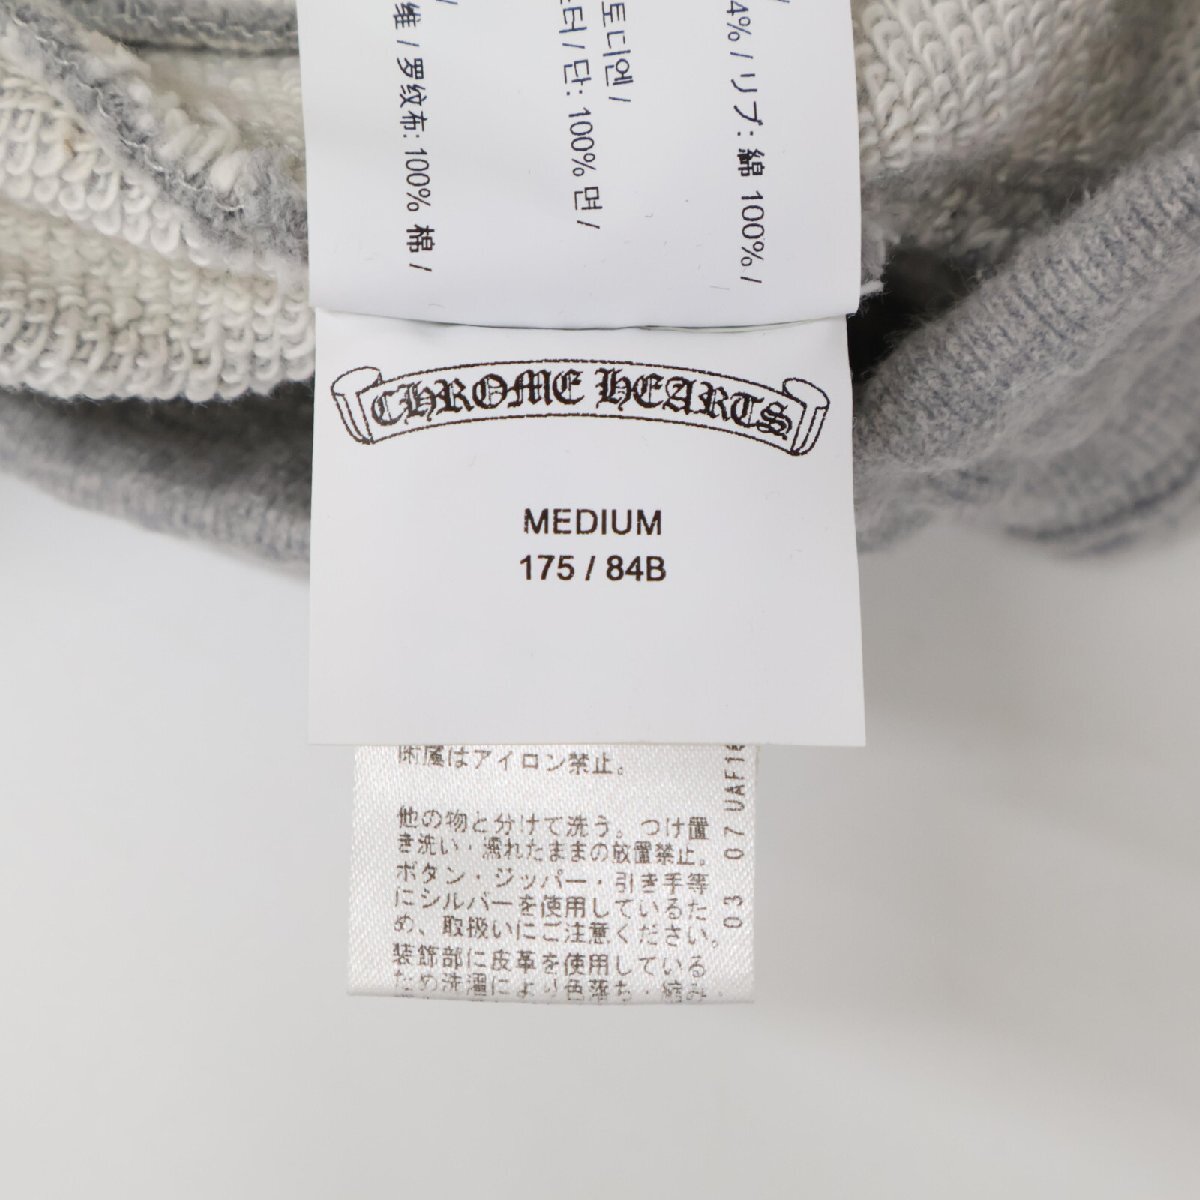 4% / リブ: 綿 100% /
토디엔 /
스터 / 단: 100% 면 /
维 / 罗纹布: 100% 棉 /
CHROME HEARTS
MEDIUM
175 / 84B
附属はアイロン禁止。
他の物と分けて洗う。つけ置
き洗い・濡れたままの放置禁止。
ボタン・ジッパー・引き手等
にシルバーを使用しているた
め、取扱いにご注意ください。
装飾部に皮革を使用している
ため洗濯により色落ち・縮み
03 07 UAF16